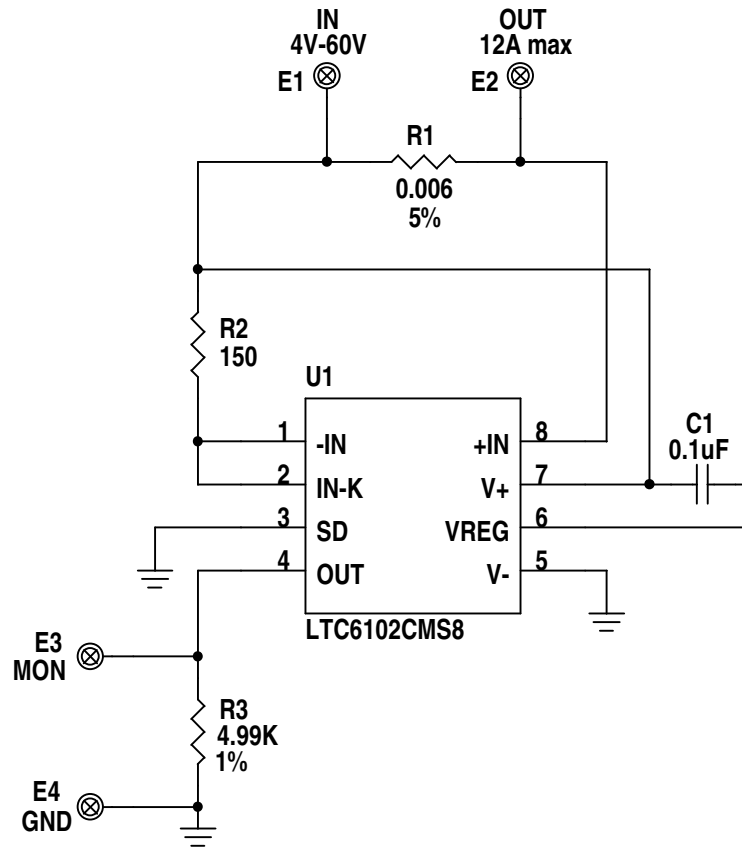 IN
4V-60V
OUT
12A max
E1
E2
R1
0.006
5%
R2
150
U1
1
-IN
+IN
8
C1
0.1uF
2
IN-K
V+
7
3
SD
VREG
6
4
OUT
V-
5
LTC6102CMS8
E3
MON
R3
4.99K
1%
E4
GND